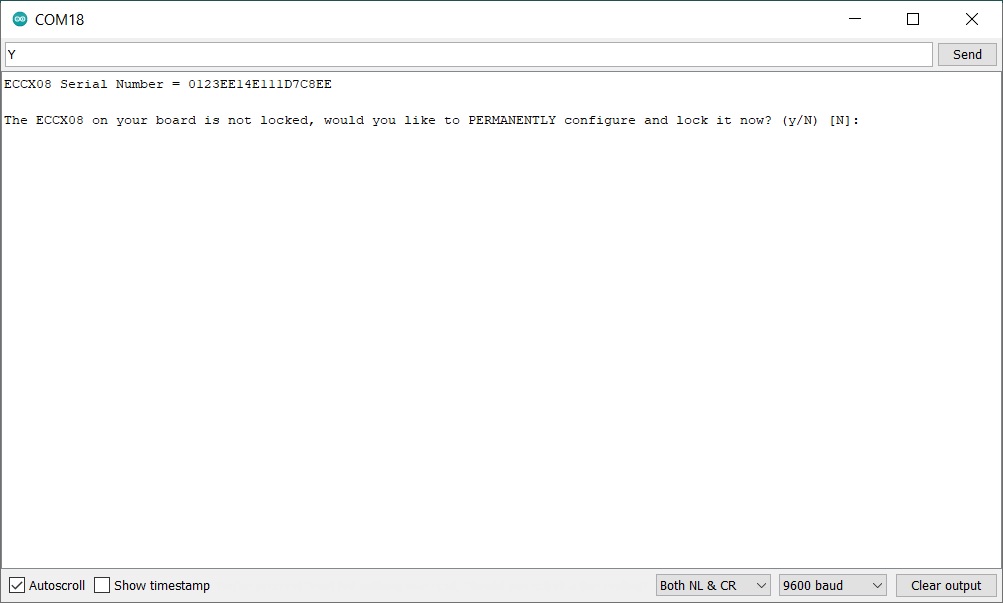 COM18
Y
Send
ECCX08 Serial Number = 0123EE14E111D7C8EE
The ECCX08 on your board is not locked, would you like to PERMANENTLY configure and lock it now? (y/N) [N]:
Autoscroll Show timestamp Both NL & CR 9600 baud Clear output